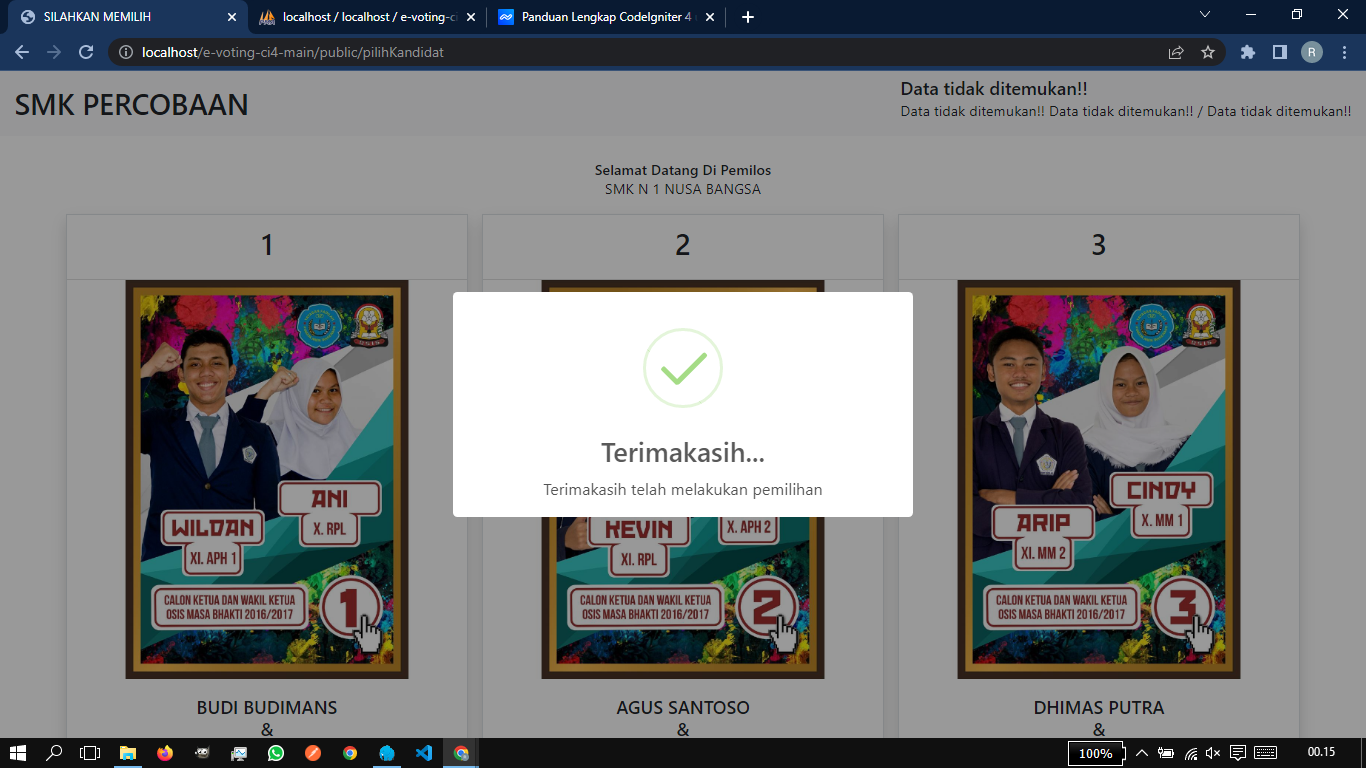 SILAHKAN MEMILIH
localhost / localhost / e-voting-ci
Panduan Lengkap CodeIgniter 4
localhost/e-voting-ci4-main/public/pilihKandidat
R
SMK PERCOBAAN
Data tidak ditemukan!!
Data tidak ditemukan!! Data tidak ditemukan!! / Data tidak ditemukan!!
Selamat Datang Di Pemilos
SMK N 1 NUSA BANGSA
1
2
3
Terimakasih...
Terimakasih telah melakukan pemilihan
ANI
X. RPL
WILDAN
XI. APH 1
CALON KETUA DAN WAKIL KETUA
OSIS MASA BHAKTI 2016/2017
1
KEVIN
X. APH 2
XI. RPL
CALON KETUA DAN WAKIL KETUA
OSIS MASA BHAKTI 2016/2017
2
CINDY
X. MM 1
ARIP
XI. MM 2
CALON KETUA DAN WAKIL KETUA
OSIS MASA BHAKTI 2016/2017
3
BUDI BUDIMANS
&
AGUS SANTOSO
&
DHIMAS PUTRA
&
100%
00.15